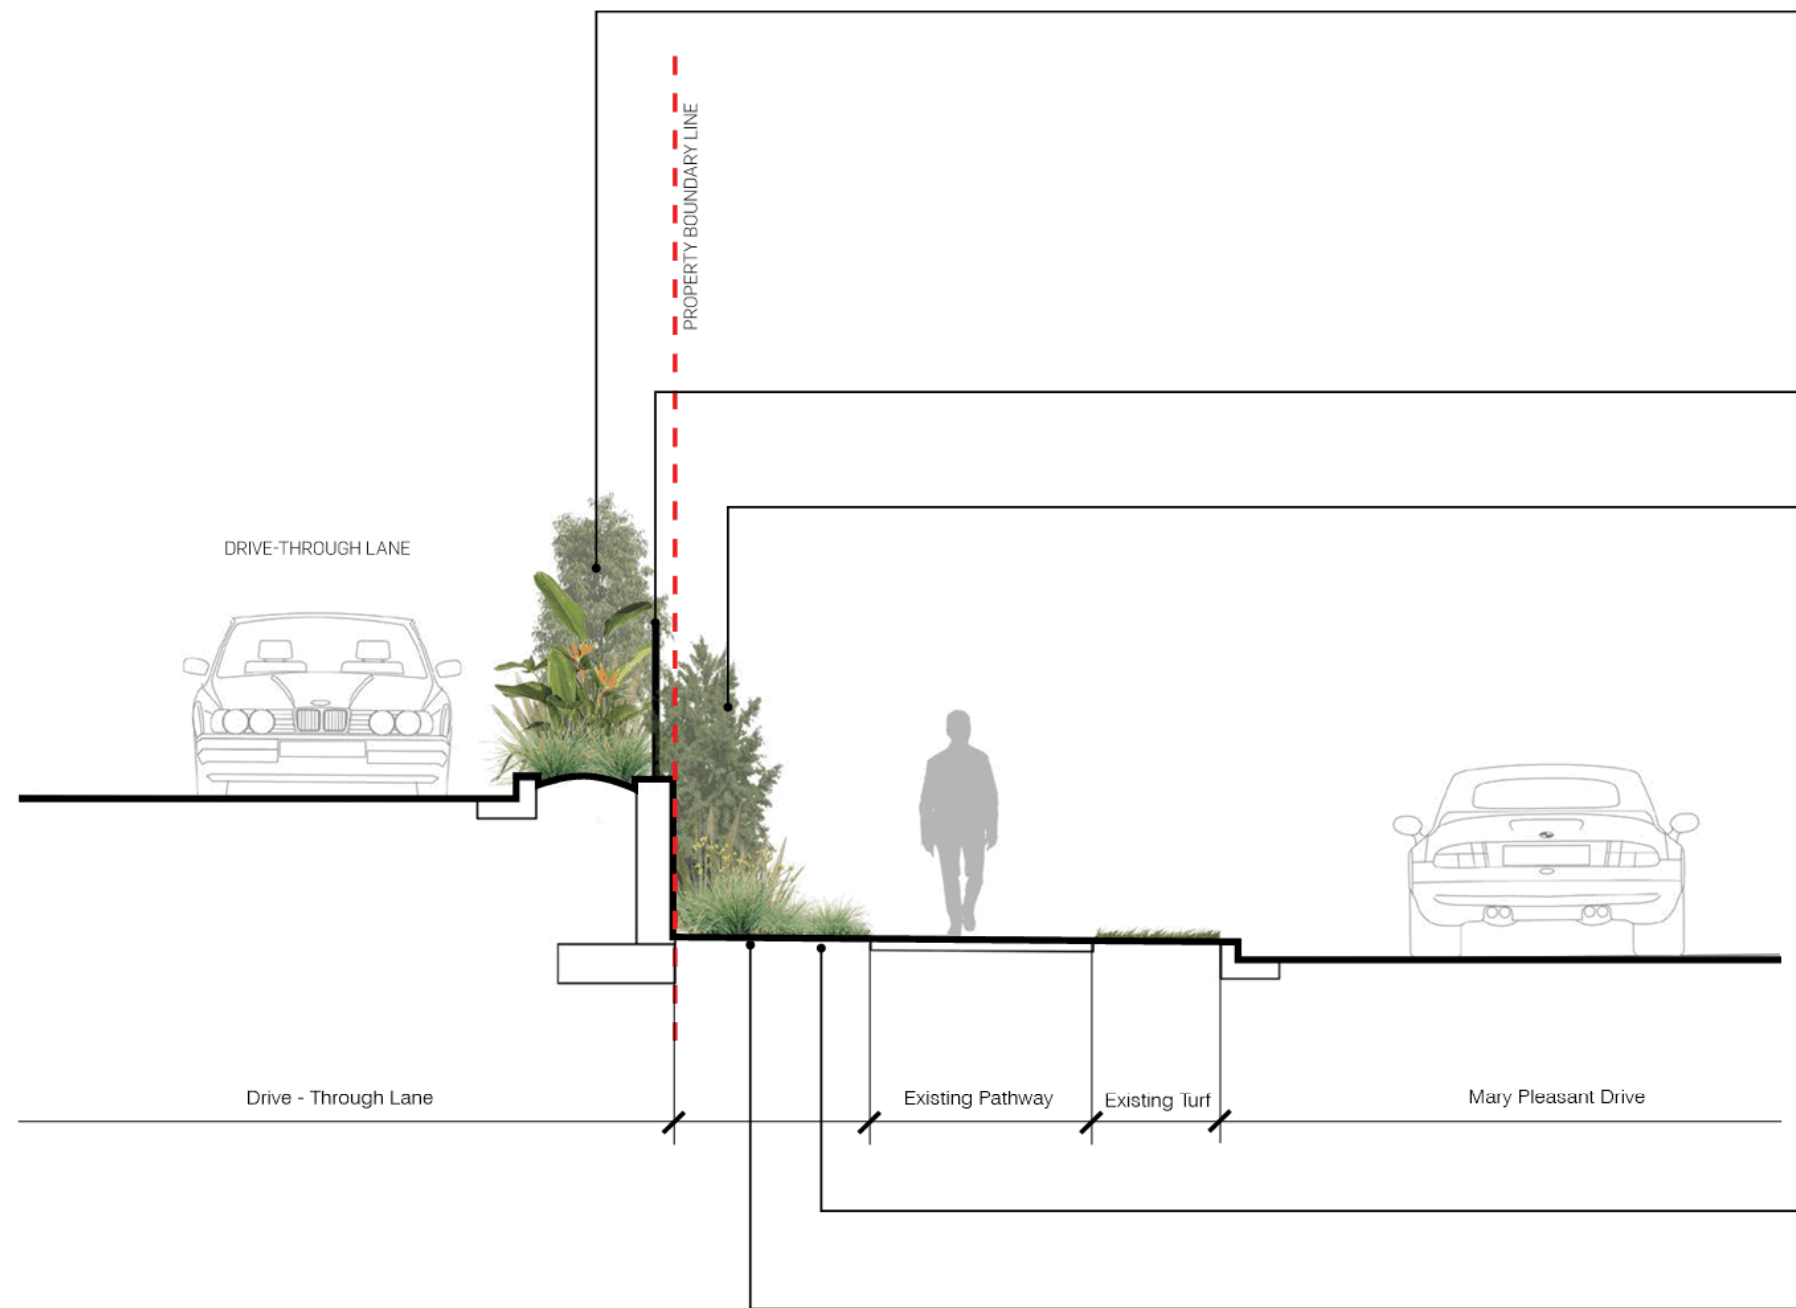 PROPERTY BOUNDARY LINE
DRIVE-THROUGH LANE
Drive - Through Lane
Existing Pathway
Existing Turf
Mary Pleasant Drive